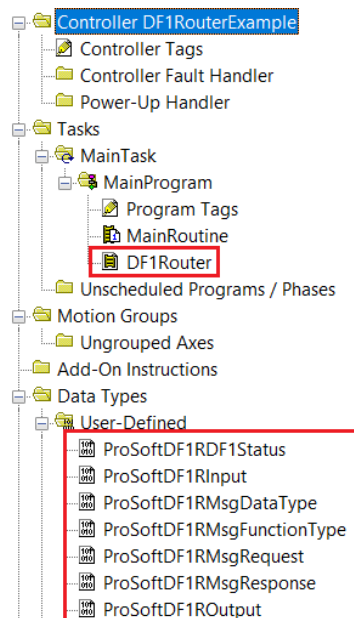 Controller DF1RouterExample
Controller Tags
Controller Fault Handler
Power-Up Handler
Tasks
MainTask
MainProgram
Program Tags
MainRoutine
DF1Router
Unscheduled Programs / Phases
Motion Groups
Ungrouped Axes
Add-On Instructions
Data Types
User-Defined
ProSoftDF1RDF1Status
ProSoftDF1RInput
ProSoftDF1RMsgDataType
ProSoftDF1RMsgFunctionType
ProSoftDF1RMsgRequest
ProSoftDF1RMsgResponse
ProSoftDF1ROutput